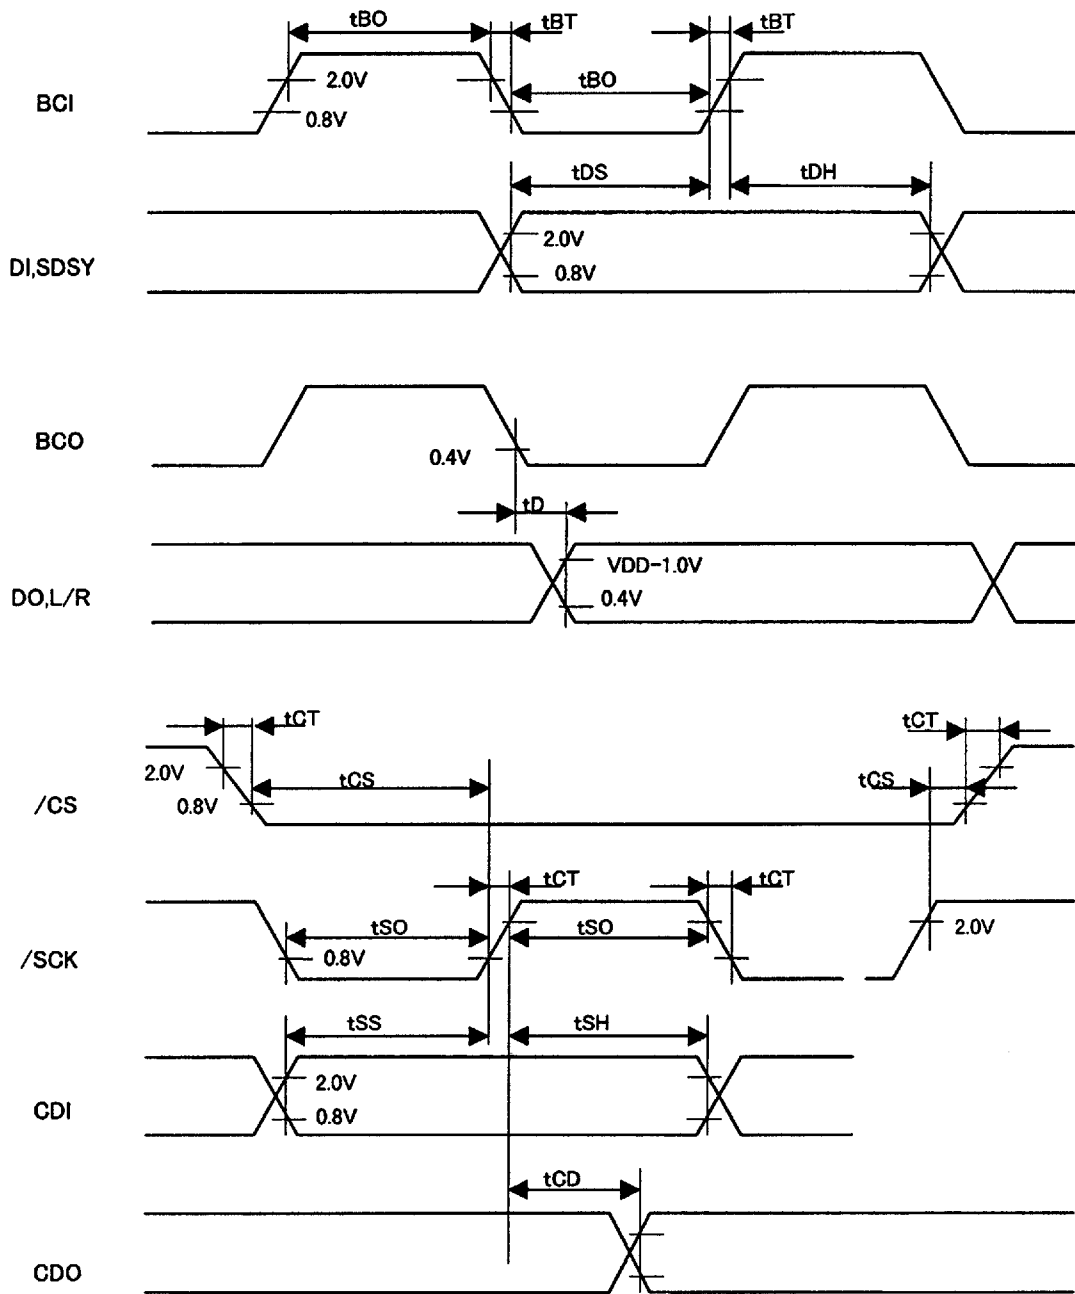 tBO tBT tBT
2.0V tBO
BCI
0.8V
tDS tDH
2.0V
DI,SDSY
0.8V
BCO
0.4V
tD
VDD-1.0V
DO,L/R
0.4V
tCT tCT
2.0V tCS tCS
/CS
0.8V
tCT tCT
tSO tSO 2.0V
/SCK
0.8V
tSS tSH
2.0V
CDI
0.8V
tCD
CDO